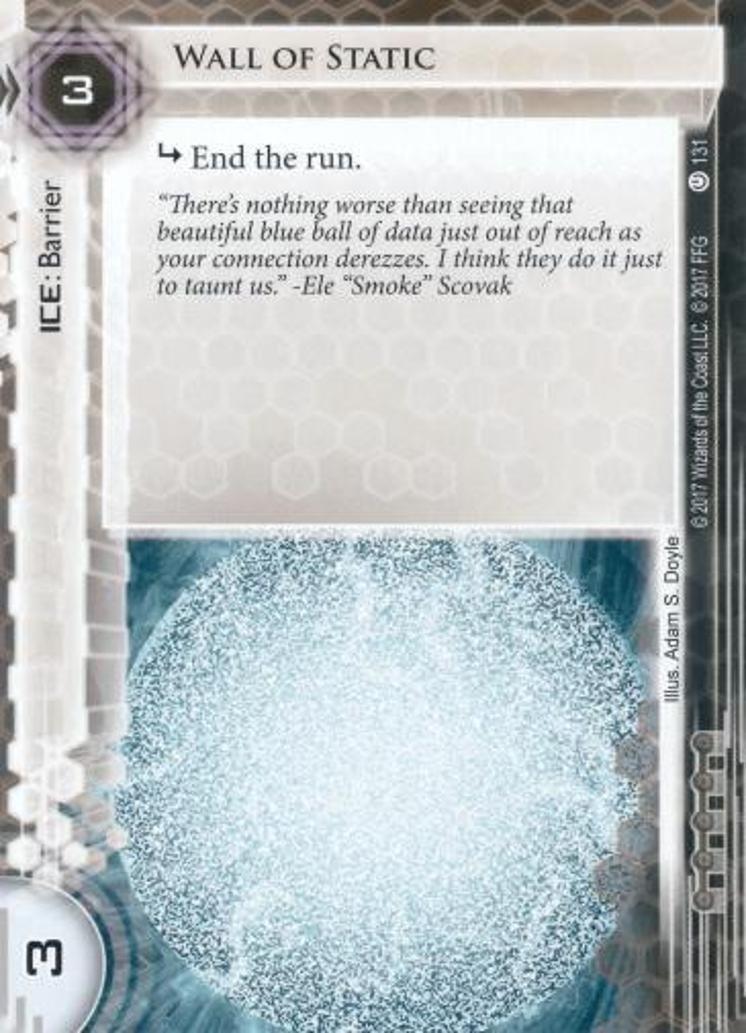 WALL OF STATIC
3
↳ End the run.
“There’s nothing worse than seeing that
beautiful blue ball of data just out of reach as
your connection derezzes. I think they do it just
to taunt us.” -Ele “Smoke” Scovak
ICE: Barrier
131
© 2017 Wizards of the Coast LLC. © 2017 FFG
Illus. Adam S. Doyle
3